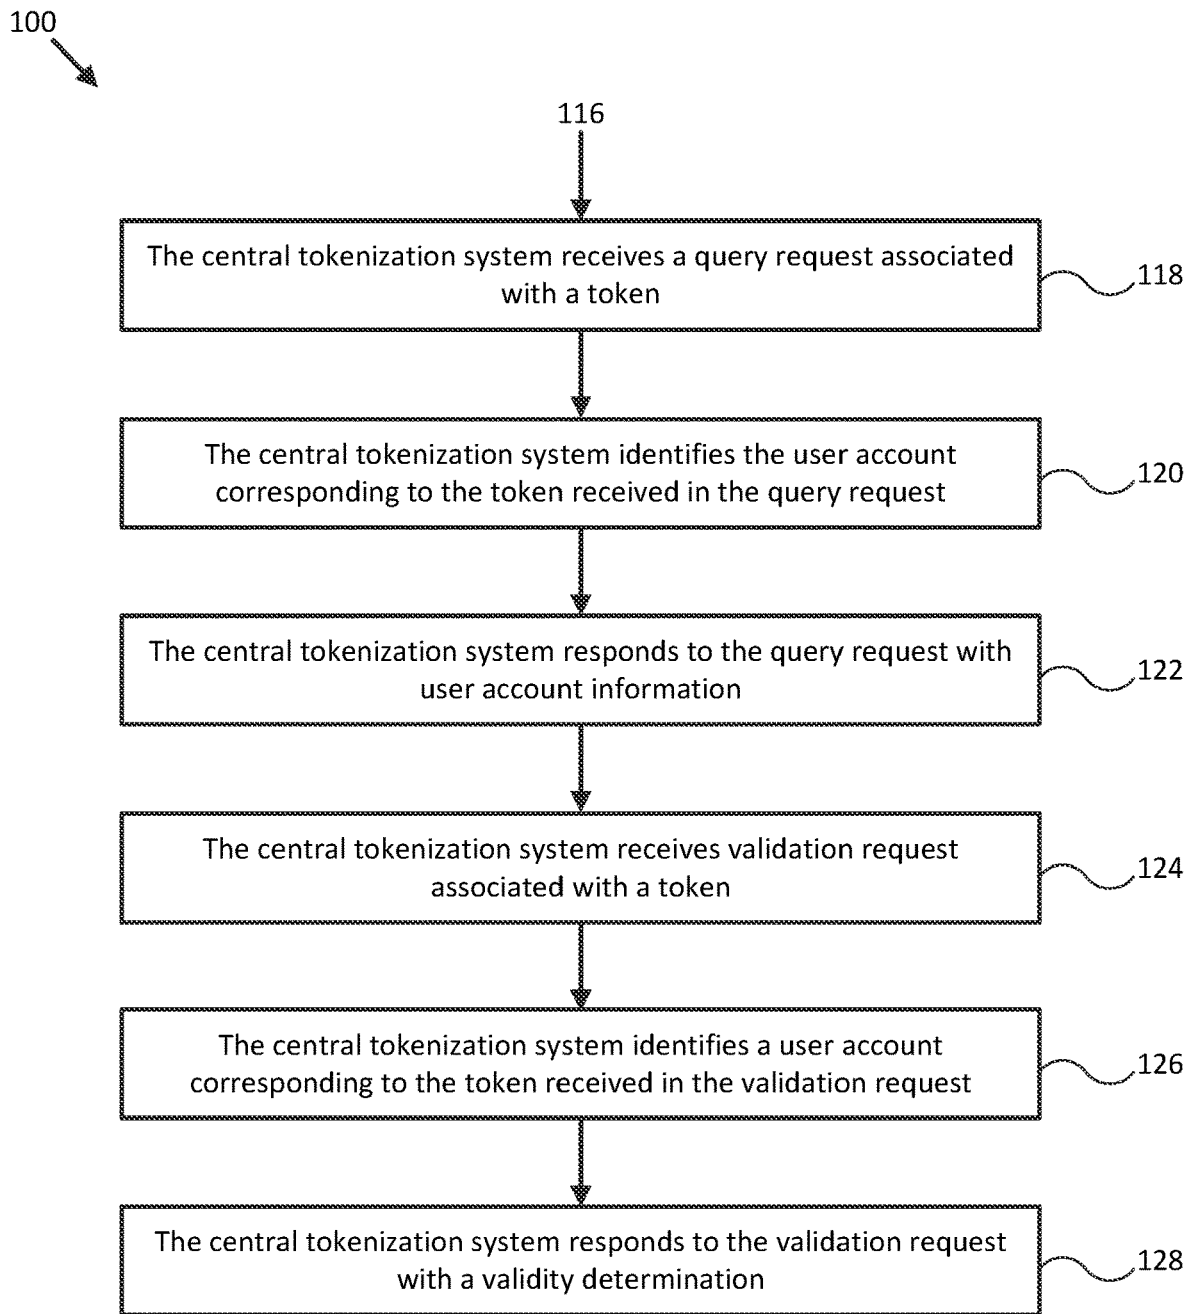 100
116
The central tokenization system receives a query request associated
with a token
118
The central tokenization system identifies the user account
corresponding to the token received in the query request
120
The central tokenization system responds to the query request with
user account information
122
The central tokenization system receives validation request
associated with a token
124
The central tokenization system identifies a user account
corresponding to the token received in the validation request
126
The central tokenization system responds to the validation request
with a validity determination
128